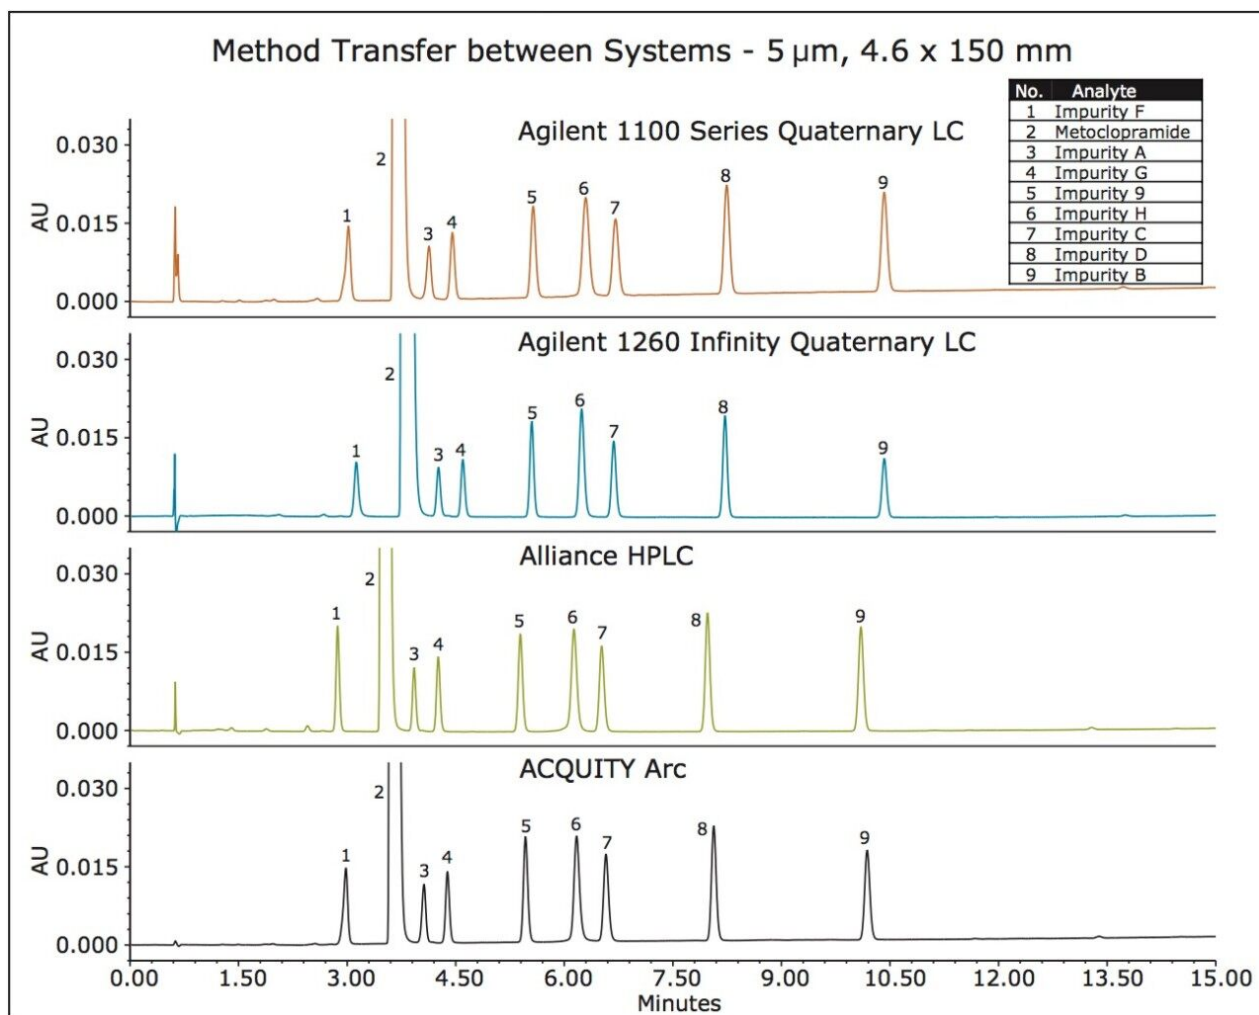 Method Transfer between Systems - 5 µm, 4.6 x 150 mm
No. Analyte
1 Impurity F
2 Metoclopramide
3 Impurity A
4 Impurity G
5 Impurity 9
6 Impurity H
7 Impurity C
8 Impurity D
9 Impurity B
Agilent 1100 Series Quaternary LC
AU
0.030
0.015
0.000
1 2 3 4 5 6 7 8 9
Agilent 1260 Infinity Quaternary LC
AU
0.030
0.015
0.000
1 2 3 4 5 6 7 8 9
Alliance HPLC
AU
0.030
0.015
0.000
1 2 3 4 5 6 7 8 9
ACQUITY Arc
AU
0.030
0.015
0.000
1 2 3 4 5 6 7 8 9
0.00 1.50 3.00 4.50 6.00 7.50 9.00 10.50 12.00 13.50 15.00
Minutes